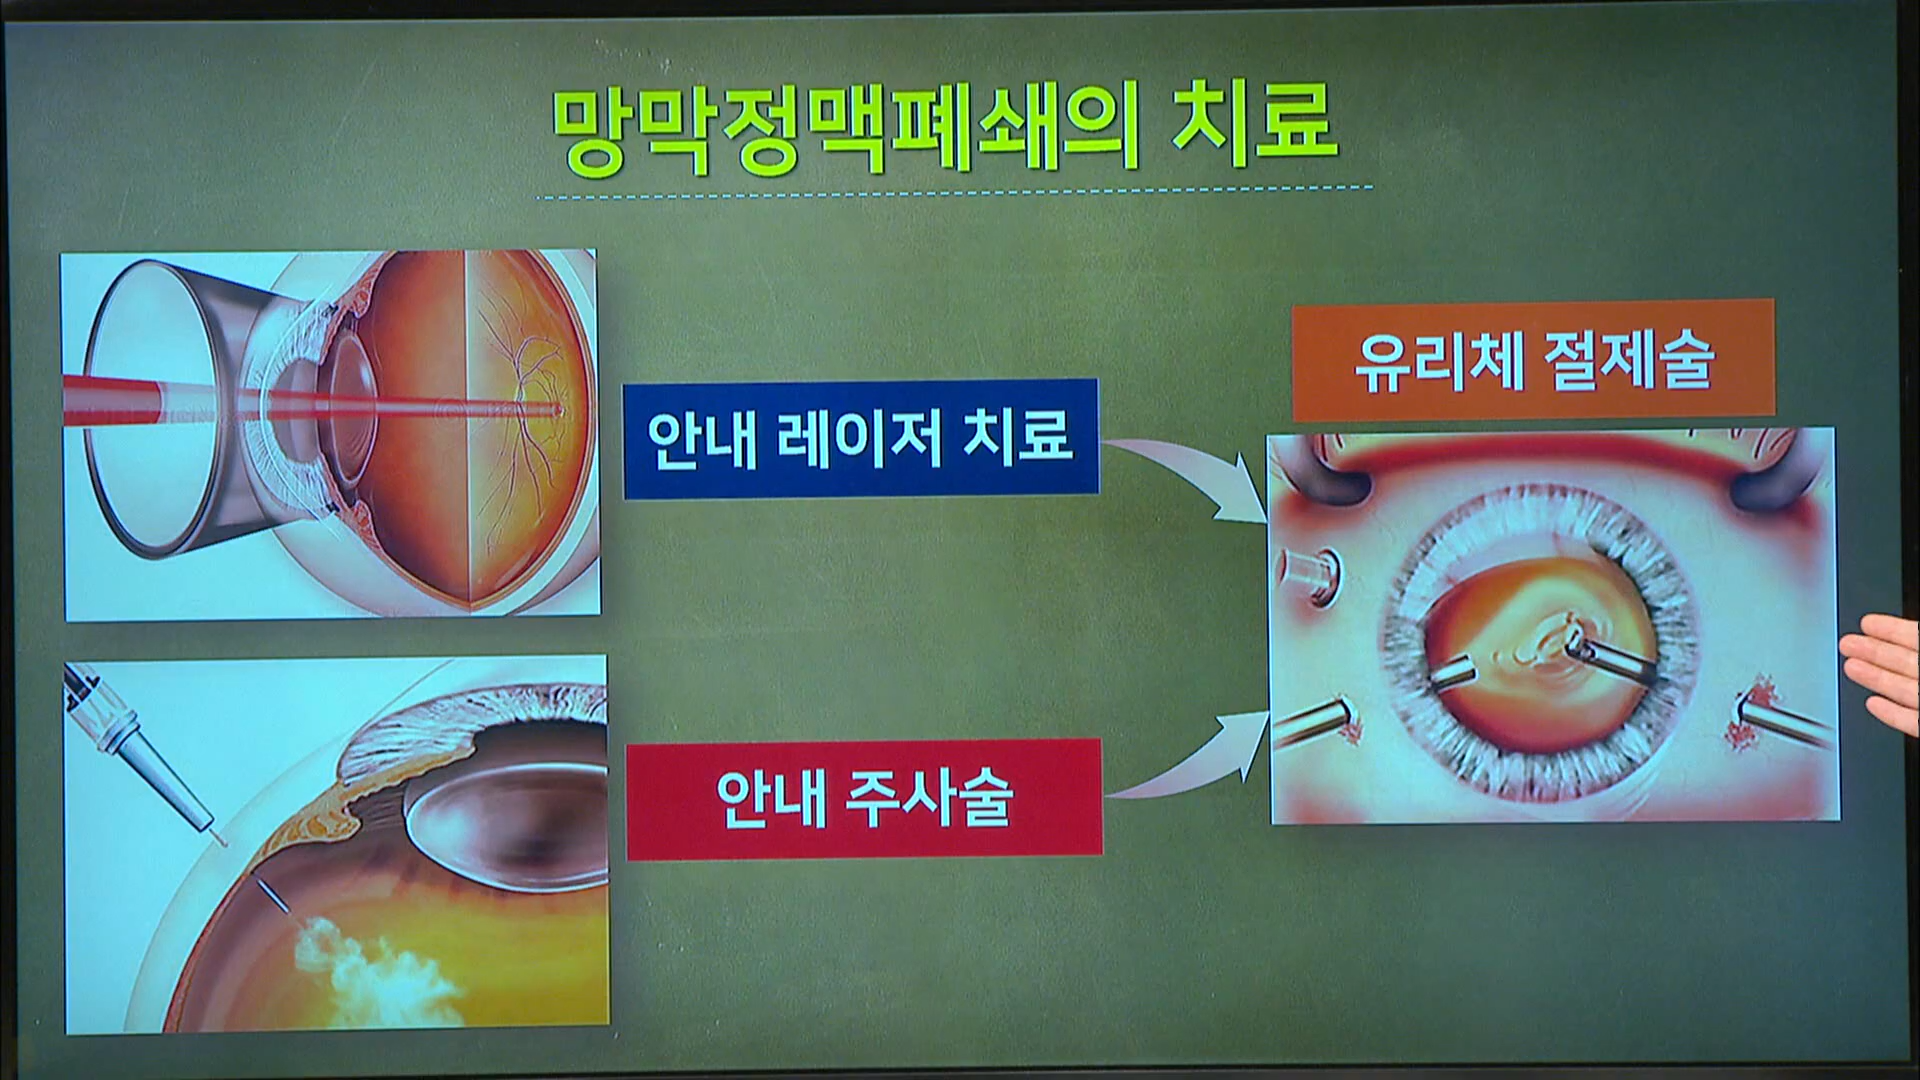 망막정맥폐쇄의 치료
유리체 절제술
안내 레이저 치료
안내 주사술